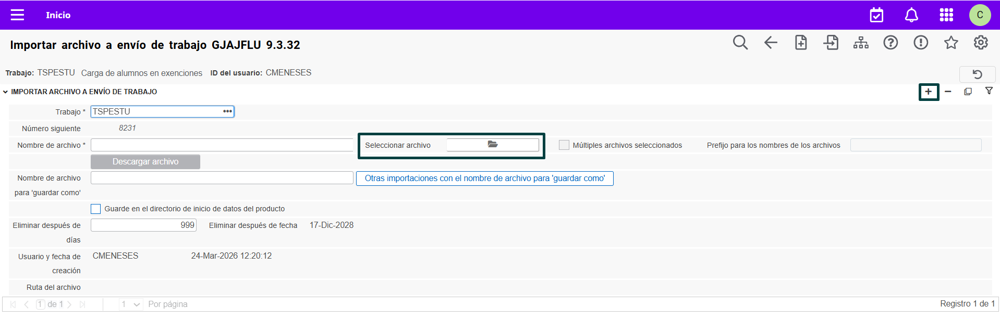 Inicio
C
Importar archivo a envío de trabajo GJAJFLU 9.3.32
Trabajo: TSPESTU Carga de alumnos en exenciones ID del usuario: CMENESES
IMPORTAR ARCHIVO A ENVÍO DE TRABAJO
Trabajo * TSPESTU
Número siguiente 8231
Nombre de archivo * Seleccionar archivo Múltiples archivos seleccionados Prefijo para los nombres de los archivos
Descargar archivo
Nombre de archivo para 'guardar como' Otras importaciones con el nombre de archivo para 'guardar como'
Guarde en el directorio de inicio de datos del producto
Eliminar después de días 999 Eliminar después de fecha 17-Dic-2028
Usuario y fecha de creación CMENESES 24-Mar-2026 12:20:12
Ruta del archivo
1 de 1 1 Por página Registro 1 de 1